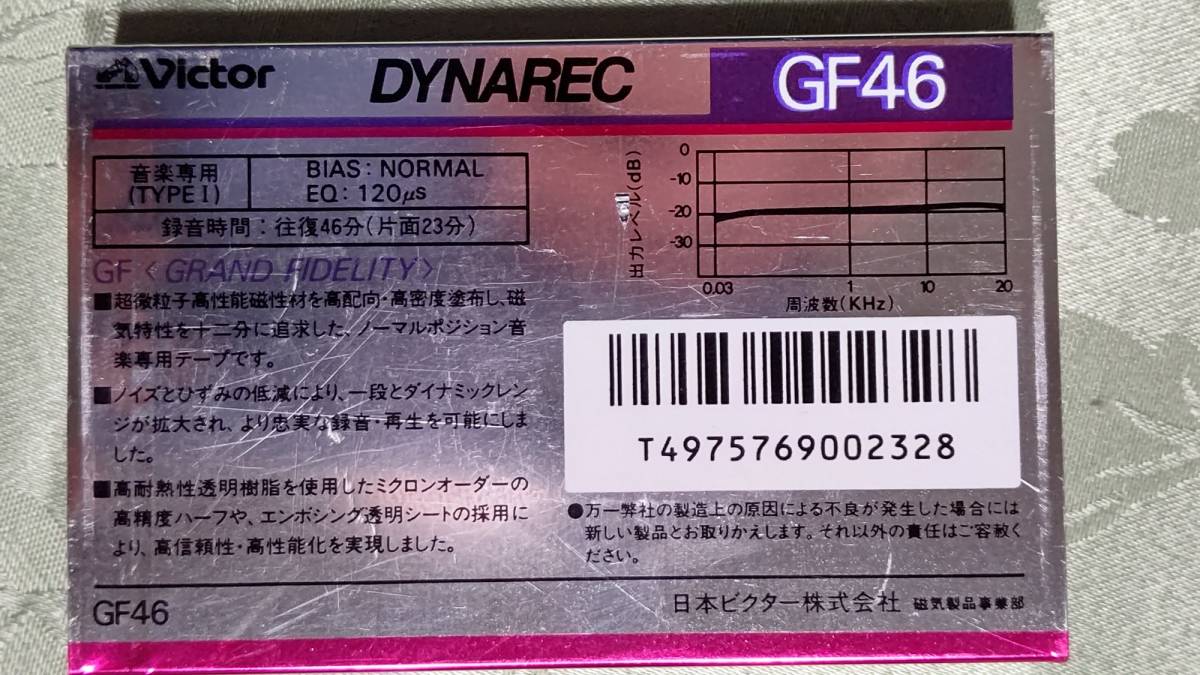 Victor DYNAREC GF46
音楽専用
(TYPE I)
BIAS: NORMAL
EQ: 120μs
録音時間:往復46分(片面23分)
GF〈GRAND FIDELITY〉
■超微粒子高性能磁性材を高配向・高密度塗布し、磁
気特性を十二分に追求した、ノーマルポジション音
楽専用テープです。
■ノイズとひずみの低減により、一段とダイナミックレン
ジが拡大され、より忠実な録音・再生を可能にしま
した。
■高耐熱性透明樹脂を使用したミクロンオーダーの
高精度ハーフや、エンボシング透明シートの採用に
より、高信頼性・高性能化を実現しました。
出力レベル(dB)
0
-10
-20
-30
0.03 1 10 20
周波数(KHz)
T4975769002328
●万一弊社の製造上の原因による不良が発生した場合には
新しい製品とお取りかえします。それ以外の責任はご容赦く
ださい。
GF46
日本ビクター株式会社 磁気製品事業部